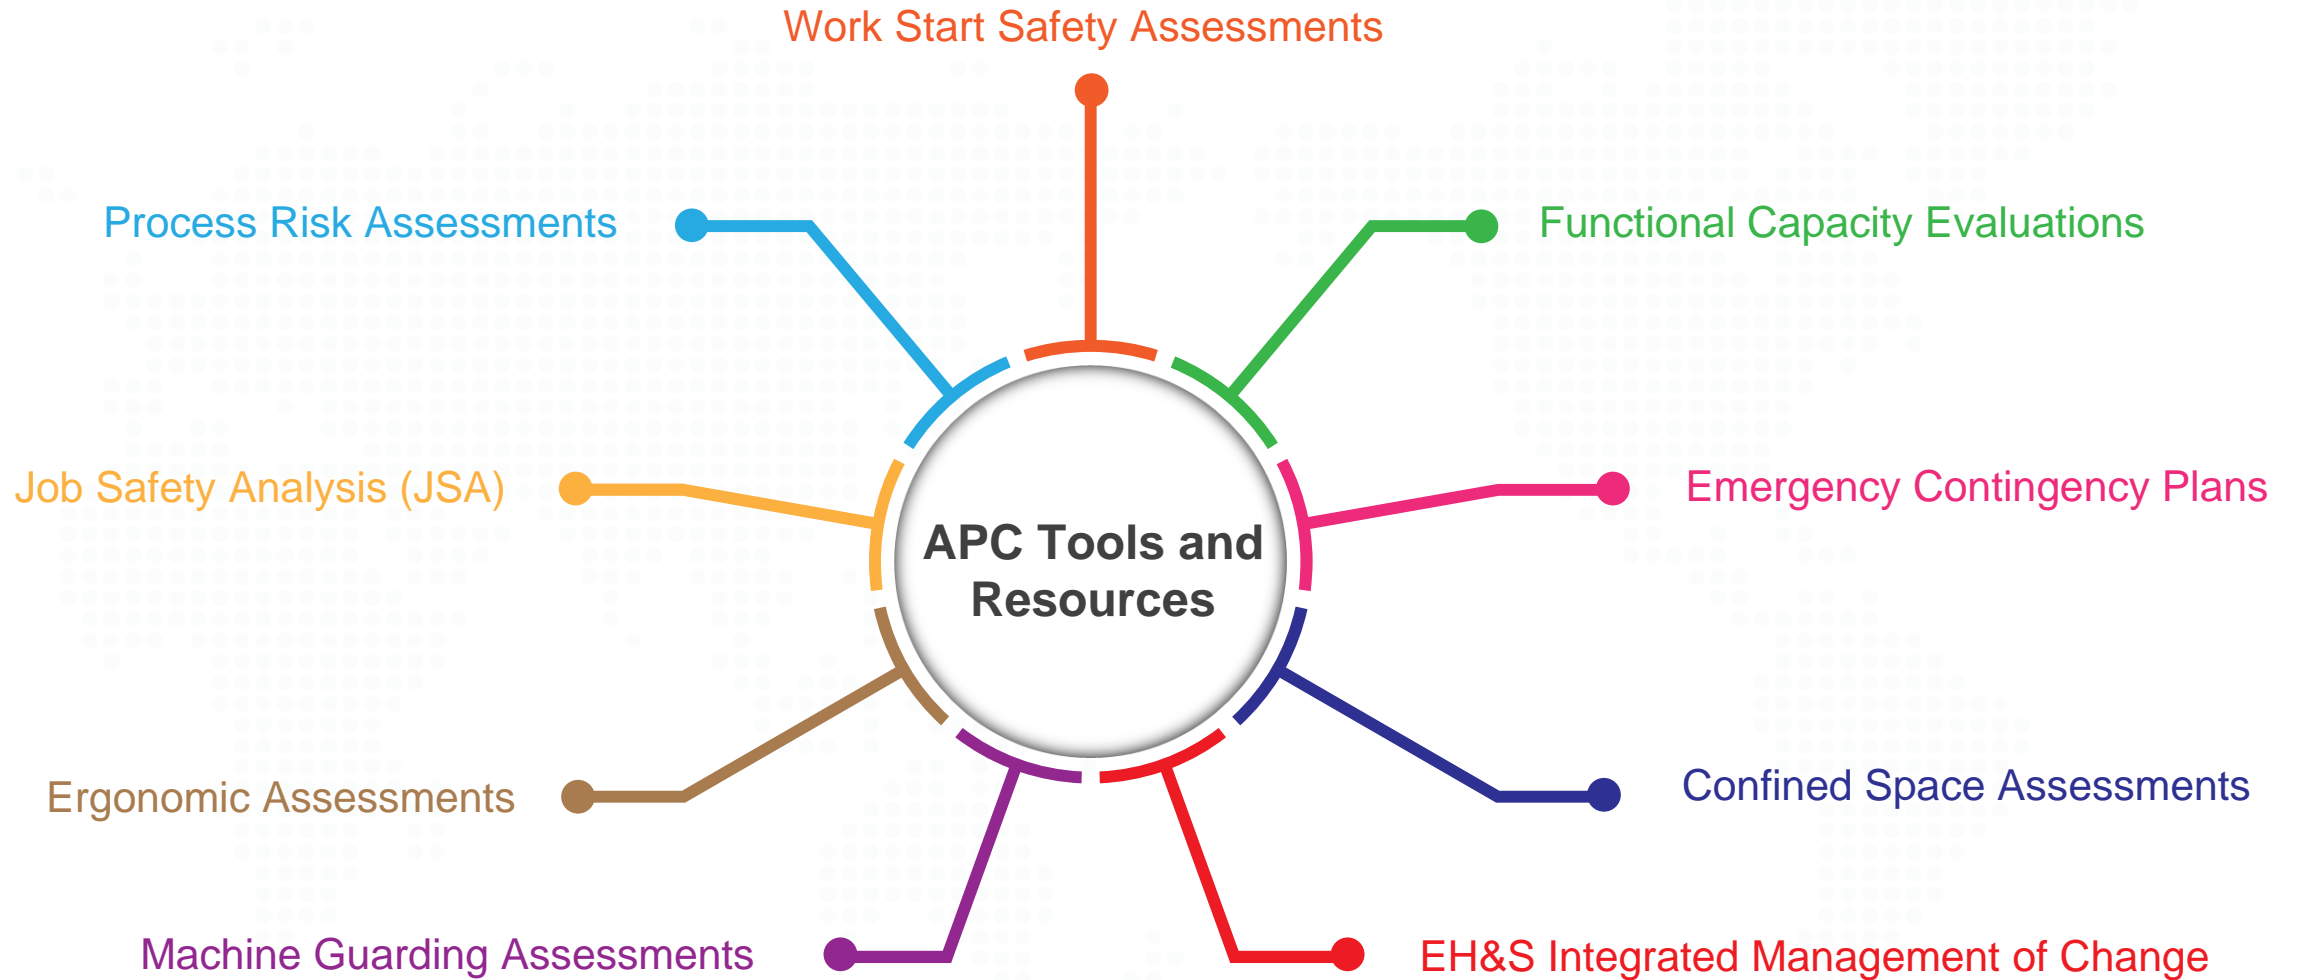 Work Start Safety Assessments
Process Risk Assessments
Functional Capacity Evaluations
Job Safety Analysis (JSA)
Emergency Contingency Plans
APC Tools and
Resources
Ergonomic Assessments
Confined Space Assessments
Machine Guarding Assessments
EH&S Integrated Management of Change